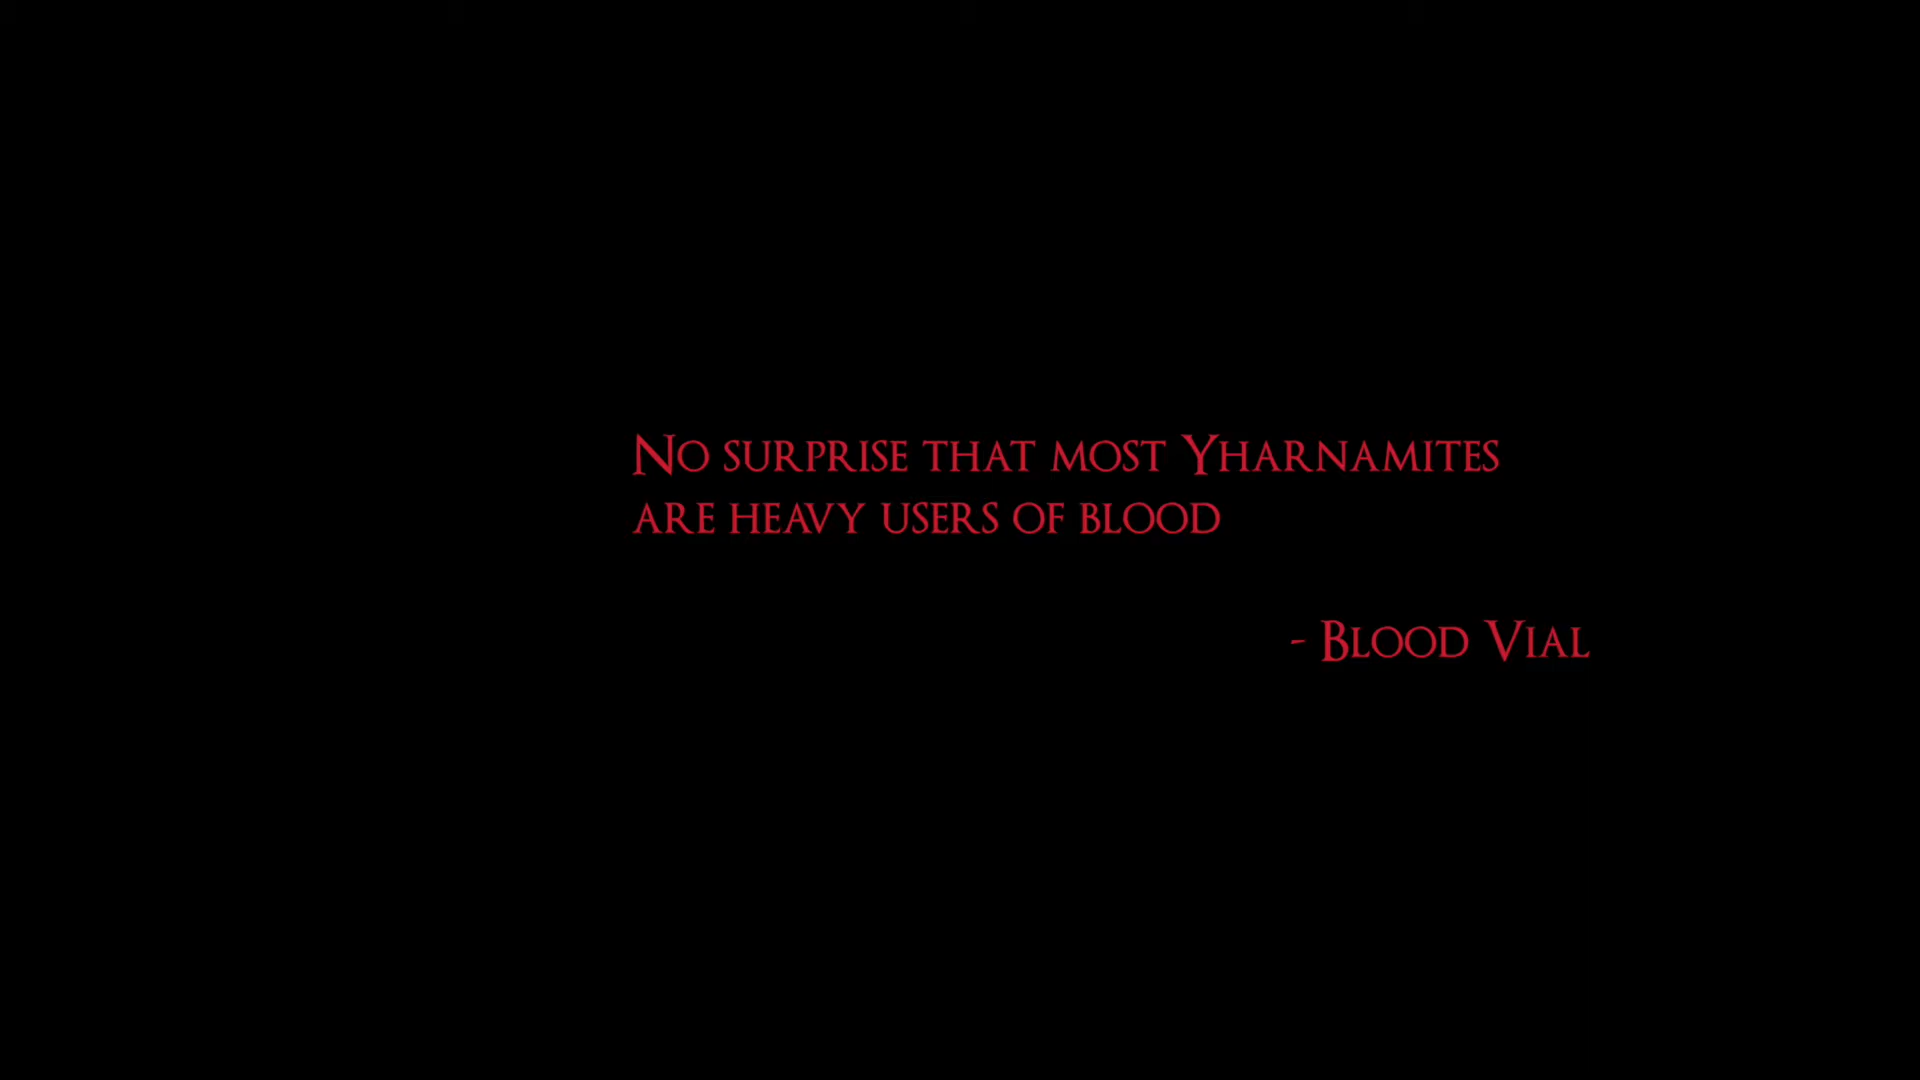 No surprise that most Yharnamites
are heavy users of blood
- Blood Vial